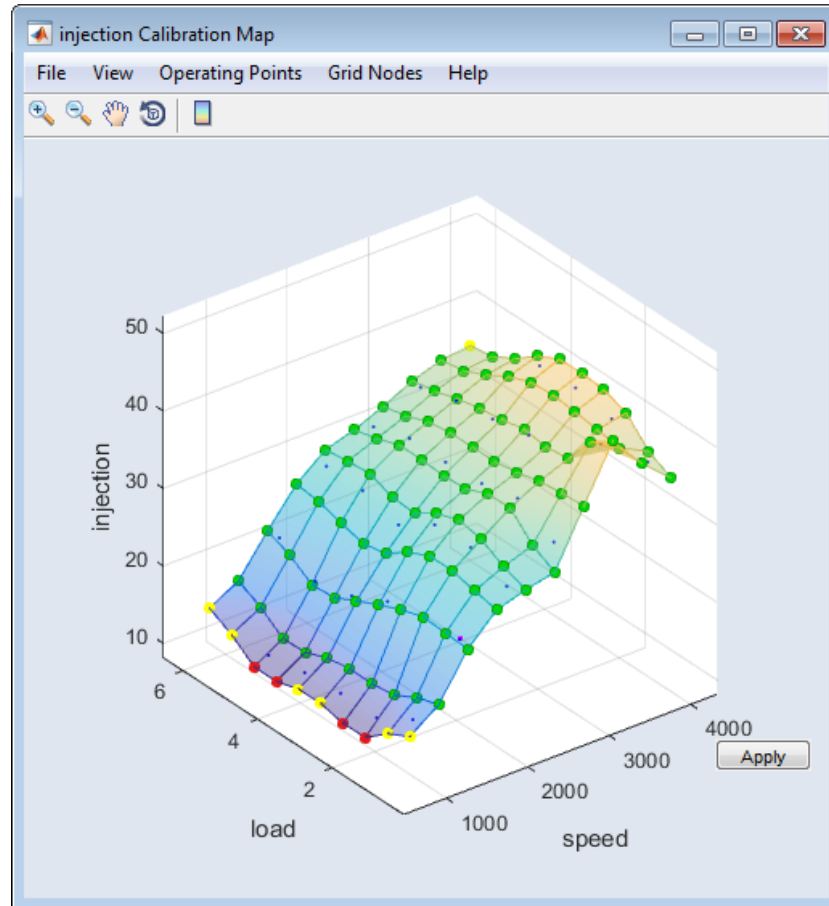 injection Calibration Map
File View Operating Points Grid Nodes Help
50
40
30
20
10
injection
6
4
2
load
1000
2000
3000
4000
speed
Apply